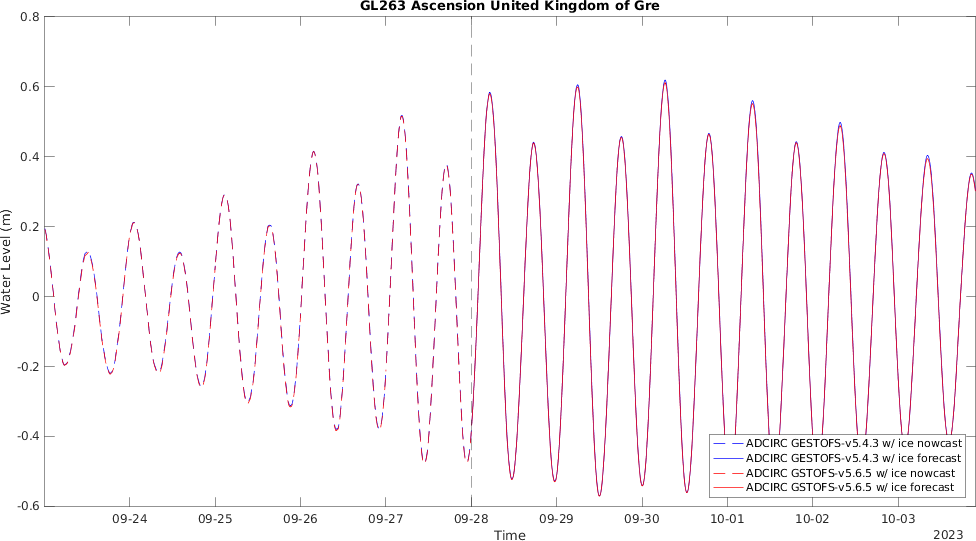 GL263 Ascension United Kingdom of Gre
Water Level (m)
0.8
0.6
0.4
0.2
0
-0.2
-0.4
-0.6
ADCIRC GESTOFS-v5.4.3 w/ ice nowcast
ADCIRC GESTOFS-v5.4.3 w/ ice forecast
ADCIRC GSTOFS-v5.6.5 w/ ice nowcast
ADCIRC GSTOFS-v5.6.5 w/ ice forecast
09-24 09-25 09-26 09-27 09-28 09-29 09-30 10-01 10-02 10-03
Time
2023